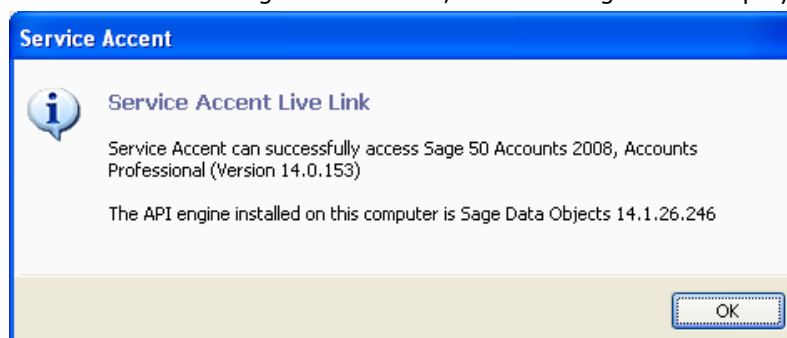 Service Accent
Service Accent Live Link
Service Accent can successfully access Sage 50 Accounts 2008, Accounts
Professional (Version 14.0.153)
The API engine installed on this computer is Sage Data Objects 14.1.26.246
OK